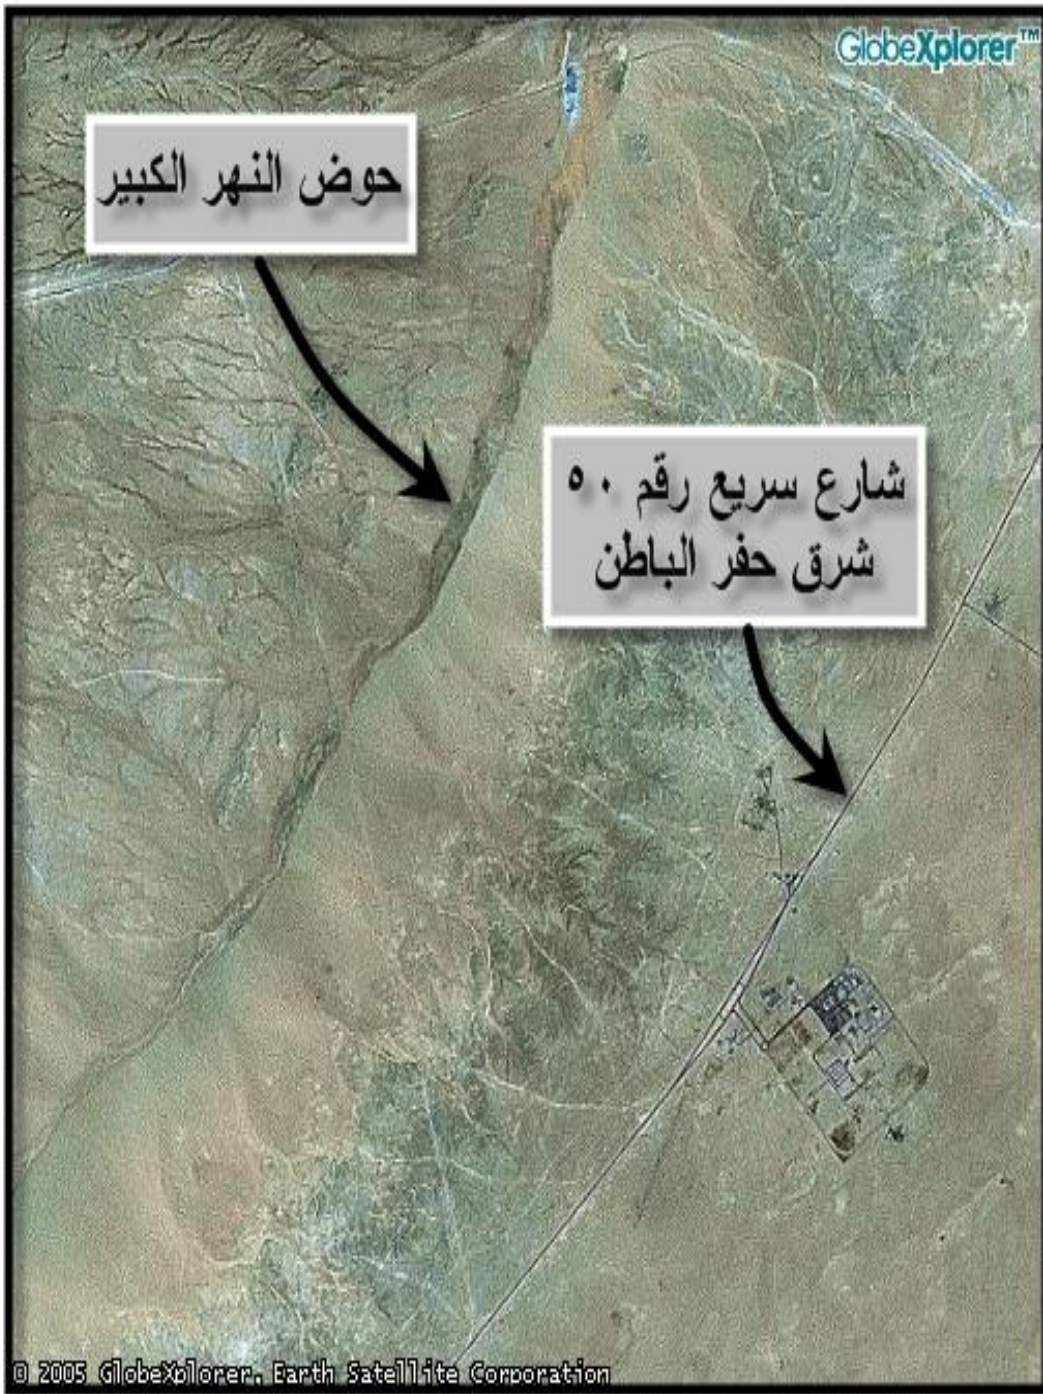 GlobeXplorer™
حوض النهر الكبير
شارع سريع رقم ٥٠
شرق حفر الباطن
© 2005 GlobeXplorer, Earth Satellite Corporation